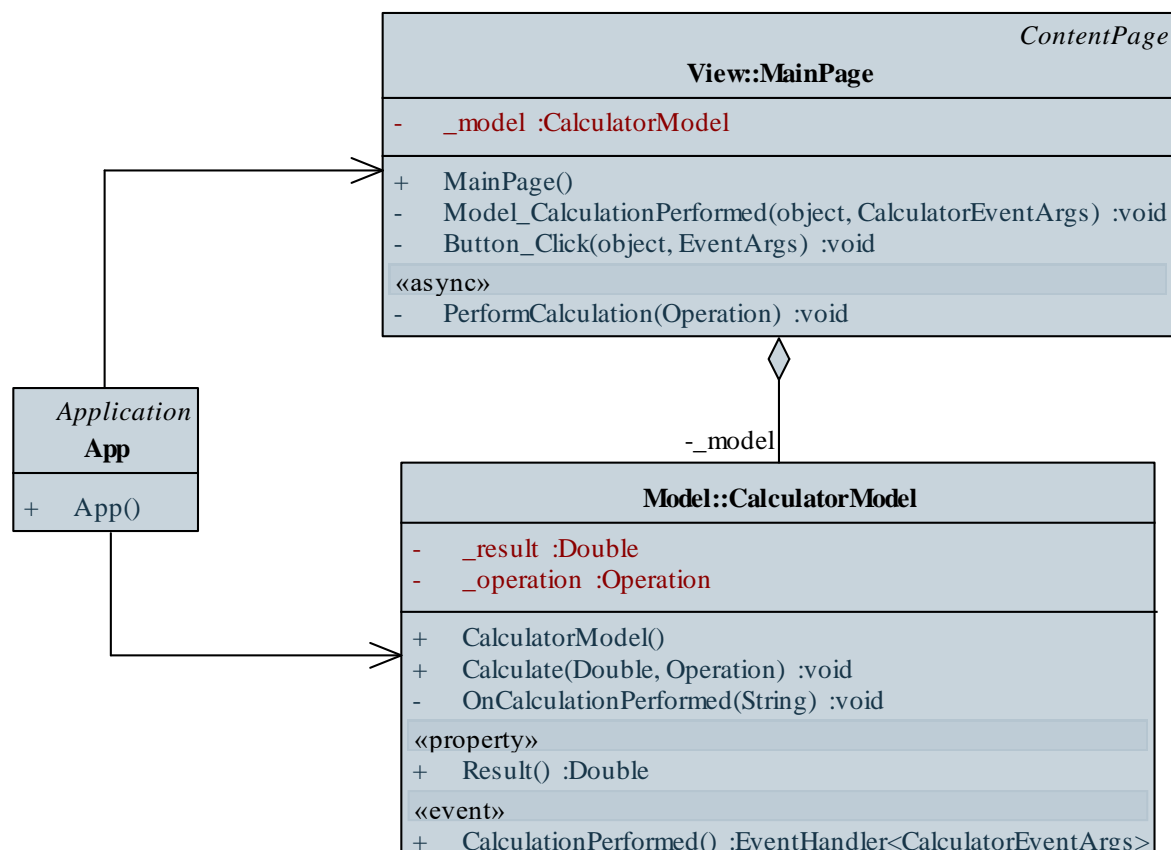 ContentPage
View::MainPage
- _model :CalculatorModel
+ MainPage()
- Model_CalculationPerformed(object, CalculatorEventArgs) :void
- Button_Click(object, EventArgs) :void
«async»
- PerformCalculation(Operation) :void
Application
App
+ App()
-_model
Model::CalculatorModel
- _result :Double
- _operation :Operation
+ CalculatorModel()
+ Calculate(Double, Operation) :void
- OnCalculationPerformed(String) :void
«property»
+ Result() :Double
«event»
+ CalculationPerformed() :EventHandler<CalculatorEventArgs>